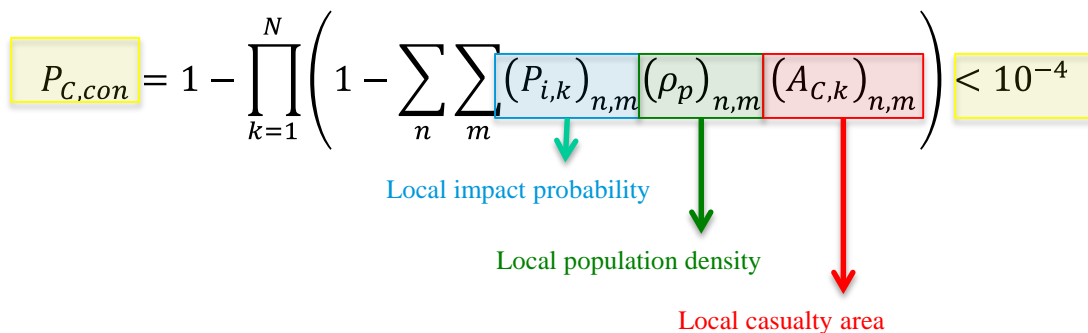 P_{C,con} = 1 − ∏_{k=1}^{N} (1 − ∑_n ∑_m (P_{i,k})_{n,m} (ρ_p)_{n,m} (A_{C,k})_{n,m}) < 10^{−4}
Local impact probability
Local population density
Local casualty area